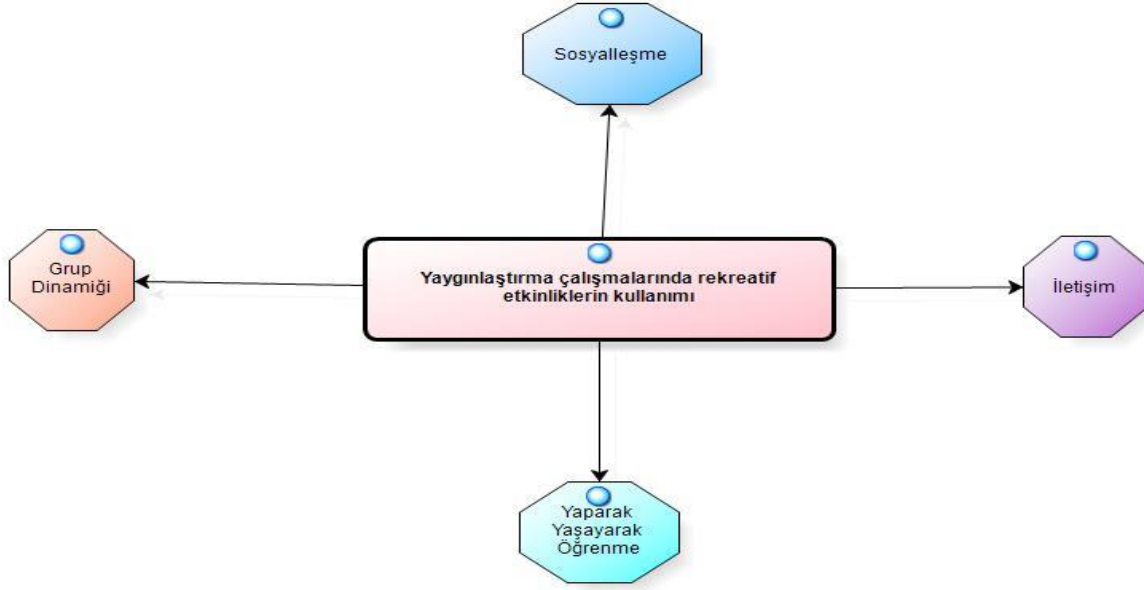 Sosyalleşme
Yaygınlaştırma çalışmalarında rekreatif
etkinliklerin kullanımı
Grup
Dinamiği
İletişim
Yaparak
Yaşayarak
Öğrenme